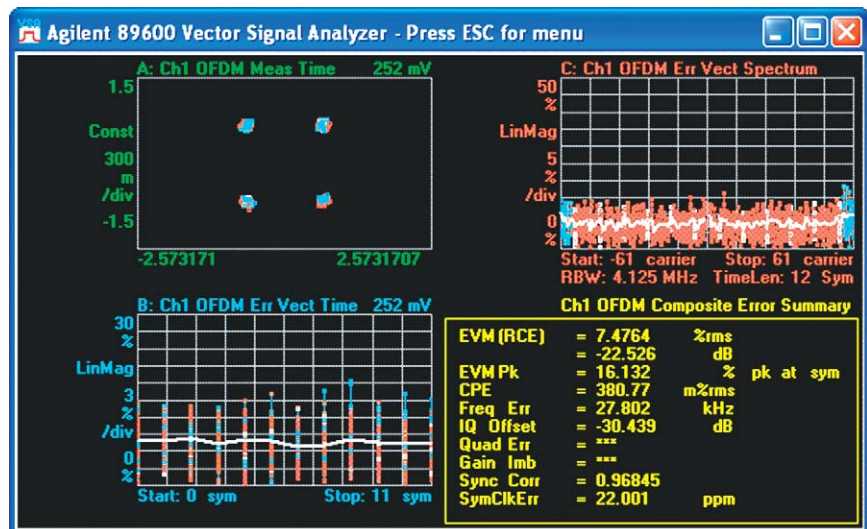 VSA
Agilent 89600 Vector Signal Analyzer - Press ESC for menu
A: Ch1 OFDM Meas Time 252 mV
1.5
Const
300
m
/div
-1.5
-2.573171 2.5731707
C: Ch1 OFDM Err Vect Spectrum
50
%
LinMag
5
%
/div
0
%
Start: -61 carrier Stop: 61 carrier
RBW: 4.125 MHz TimeLen: 12 Sym
B: Ch1 OFDM Err Vect Time 252 mV
30
%
LinMag
3
%
/div
0
%
Start: 0 sym Stop: 11 sym
Ch1 OFDM Composite Error Summary
EVM (RCE) = 7.4764 %rms
= -22.526 dB
EVM Pk = 16.132 % pk at sym
CPE = 380.77 m%rms
Freq Err = 27.802 kHz
IQ Offset = -30.439 dB
Quad Err = ***
Gain Imb = ***
Sync Corr = 0.96845
SymClkErr = 22.001 ppm